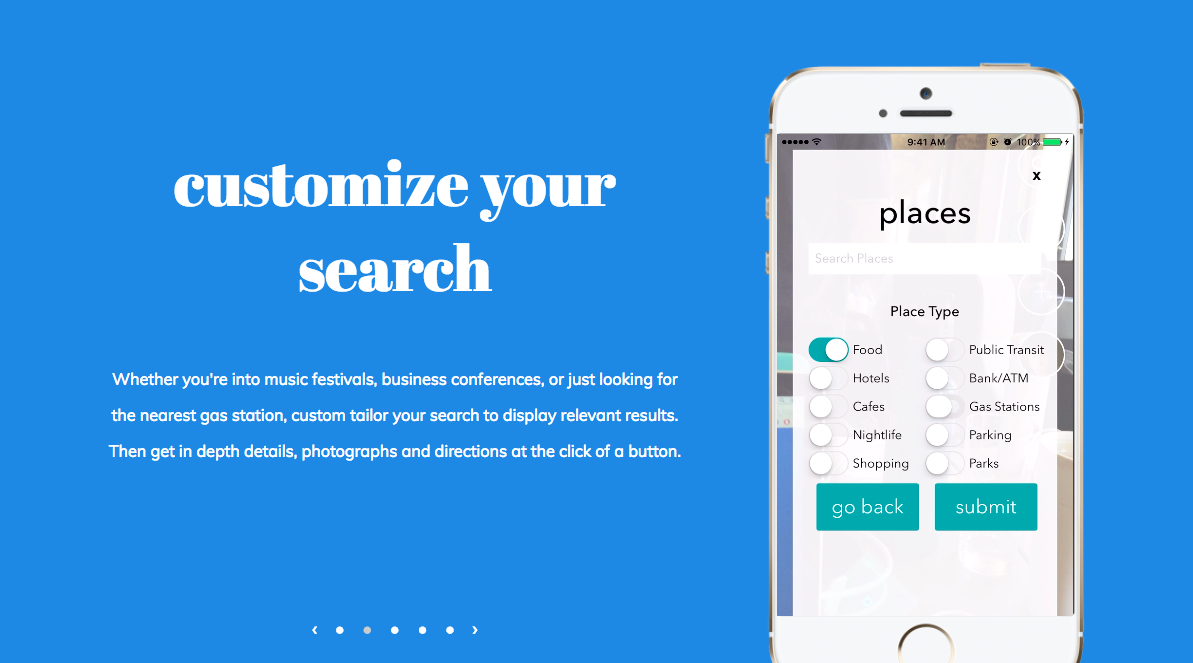 customize your
search
Whether you're into music festivals, business conferences, or just looking for
the nearest gas station, custom tailor your search to display relevant results.
Then get in depth details, photographs and directions at the click of a button.
‹ ›
9:41 AM 100%
x
places
Search Places
Place Type
Food Public Transit
Hotels Bank/ATM
Cafes Gas Stations
Nightlife Parking
Shopping Parks
go back submit